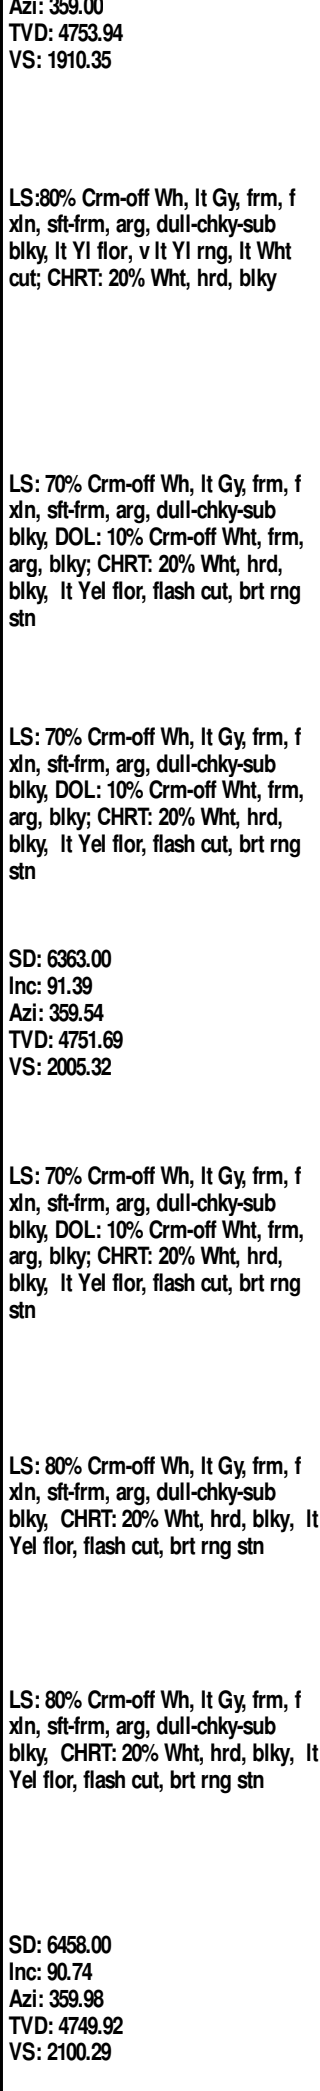 Azi: 359.00
TVD: 4753.94
VS: 1910.35
LS:80% Crm-off Wh, lt Gy, frm, f
xln, sft-frm, arg, dull-chky-sub
blky, lt Yl flor, v lt Yl rng, lt Wht
cut; CHRT: 20% Wht, hrd, blky
LS: 70% Crm-off Wh, lt Gy, frm, f
xln, sft-frm, arg, dull-chky-sub
blky, DOL: 10% Crm-off Wht, frm,
arg, blky; CHRT: 20% Wht, hrd,
blky,  lt Yel flor, flash cut, brt rng
stn
LS: 70% Crm-off Wh, lt Gy, frm, f
xln, sft-frm, arg, dull-chky-sub
blky, DOL: 10% Crm-off Wht, frm,
arg, blky; CHRT: 20% Wht, hrd,
blky,  lt Yel flor, flash cut, brt rng
stn
SD: 6363.00
Inc: 91.39
Azi: 359.54
TVD: 4751.69
VS: 2005.32
LS: 70% Crm-off Wh, lt Gy, frm, f
xln, sft-frm, arg, dull-chky-sub
blky, DOL: 10% Crm-off Wht, frm,
arg, blky; CHRT: 20% Wht, hrd,
blky,  lt Yel flor, flash cut, brt rng
stn
LS: 80% Crm-off Wh, lt Gy, frm, f
xln, sft-frm, arg, dull-chky-sub
blky,  CHRT: 20% Wht, hrd, blky,  lt
Yel flor, flash cut, brt rng stn
LS: 80% Crm-off Wh, lt Gy, frm, f
xln, sft-frm, arg, dull-chky-sub
blky,  CHRT: 20% Wht, hrd, blky,  lt
Yel flor, flash cut, brt rng stn
SD: 6458.00
Inc: 90.74
Azi: 359.98
TVD: 4749.92
VS: 2100.29